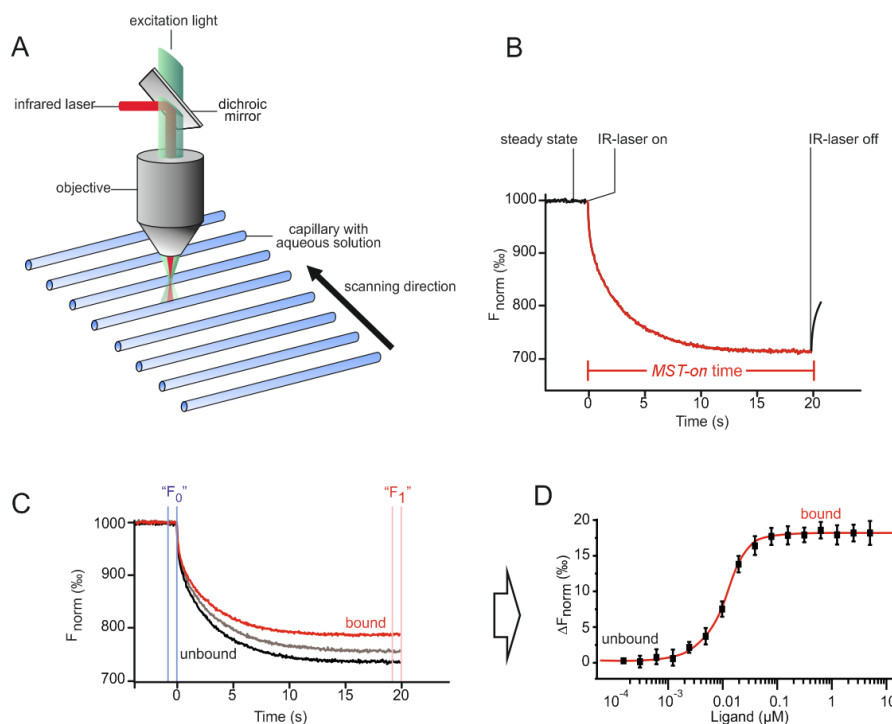 A
excitation light
infrared laser
dichroic
mirror
objective
capillary with
aqueous solution
scanning direction
B
steady state
IR-laser on
IR-laser off
1000
900
800
700
F norm (‰)
MST-on time
0
5
10
15
20
Time (s)
C
"F0"
"F1"
1000
900
800
700
Fnorm (‰)
bound
unbound
0
5
10
15
20
Time (s)
D
20
15
10
5
0
ΔFnorm (‰)
bound
unbound
10-4
10-3
0.01
0.1
1
10
Ligand (µM)